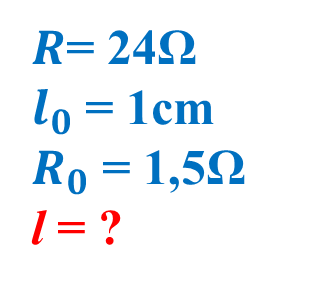 R= 24Ω
l₀ = 1cm
R₀ = 1,5Ω
l = ?